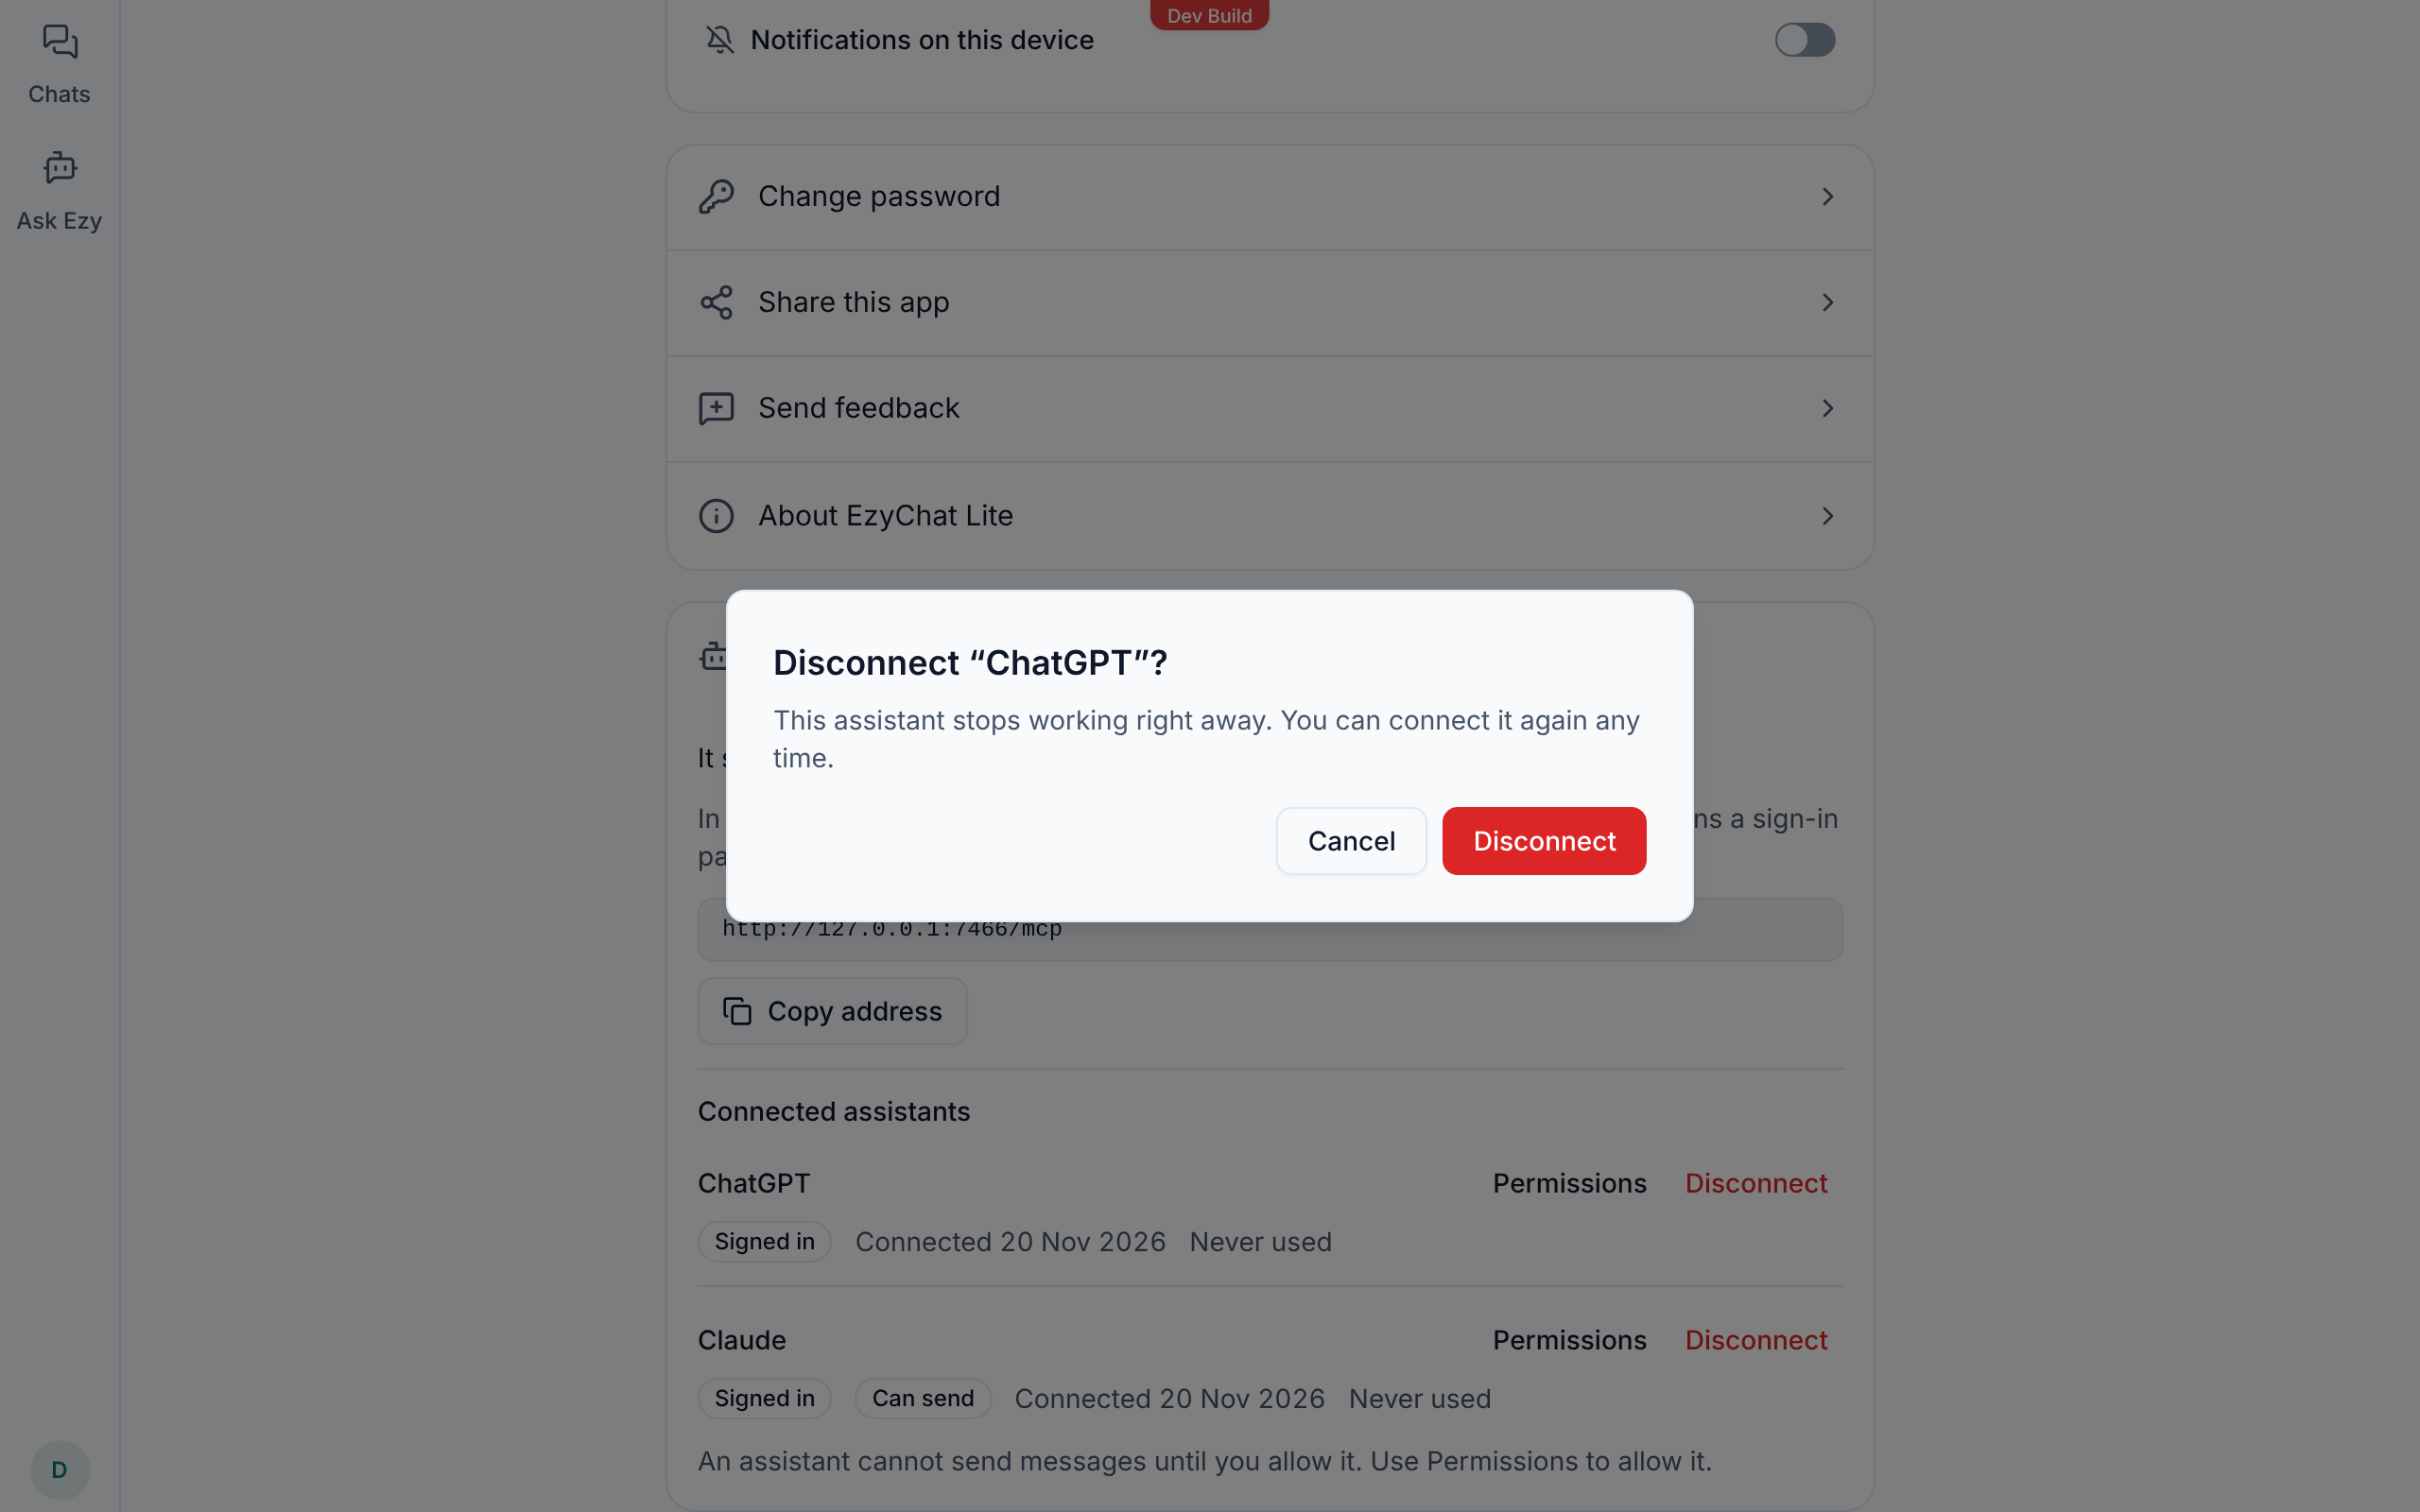 Dev Build
Chats
Ask Ezy
Notifications on this device
Change password
Share this app
Send feedback
About EzyChat Lite
Disconnect “ChatGPT”?
This assistant stops working right away. You can connect it again any
time.
Cancel
Disconnect
It
In
ns a sign-in
pa
http://127.0.0.1:7466/mcp
Copy address
Connected assistants
ChatGPT
Permissions
Disconnect
Signed in
Connected 20 Nov 2026
Never used
Claude
Permissions
Disconnect
Signed in
Can send
Connected 20 Nov 2026
Never used
An assistant cannot send messages until you allow it. Use Permissions to allow it.
D